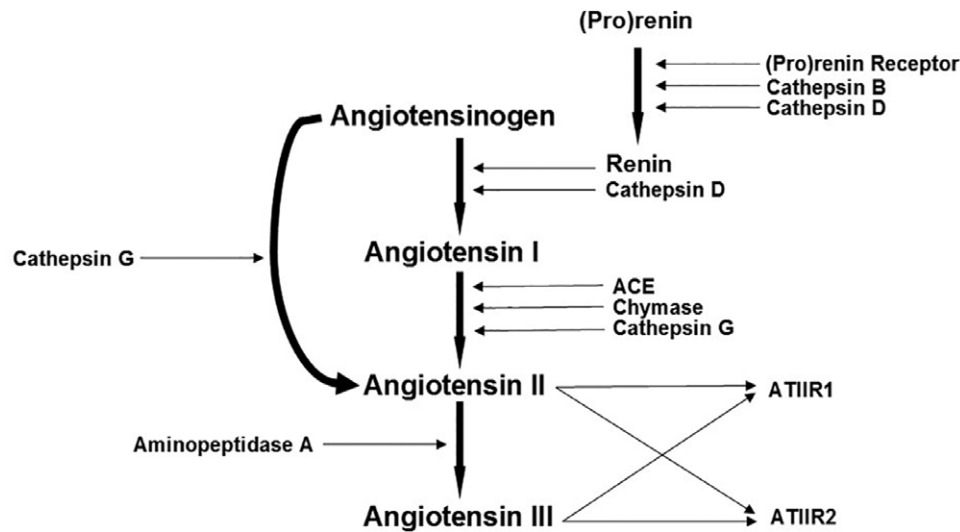 (Pro)renin
(Pro)renin Receptor
Cathepsin B
Cathepsin D
Angiotensinogen
Renin
Cathepsin D
Cathepsin G
Angiotensin I
ACE
Chymase
Cathepsin G
Angiotensin II
ATIIR1
Aminopeptidase A
Angiotensin III
ATIIR2